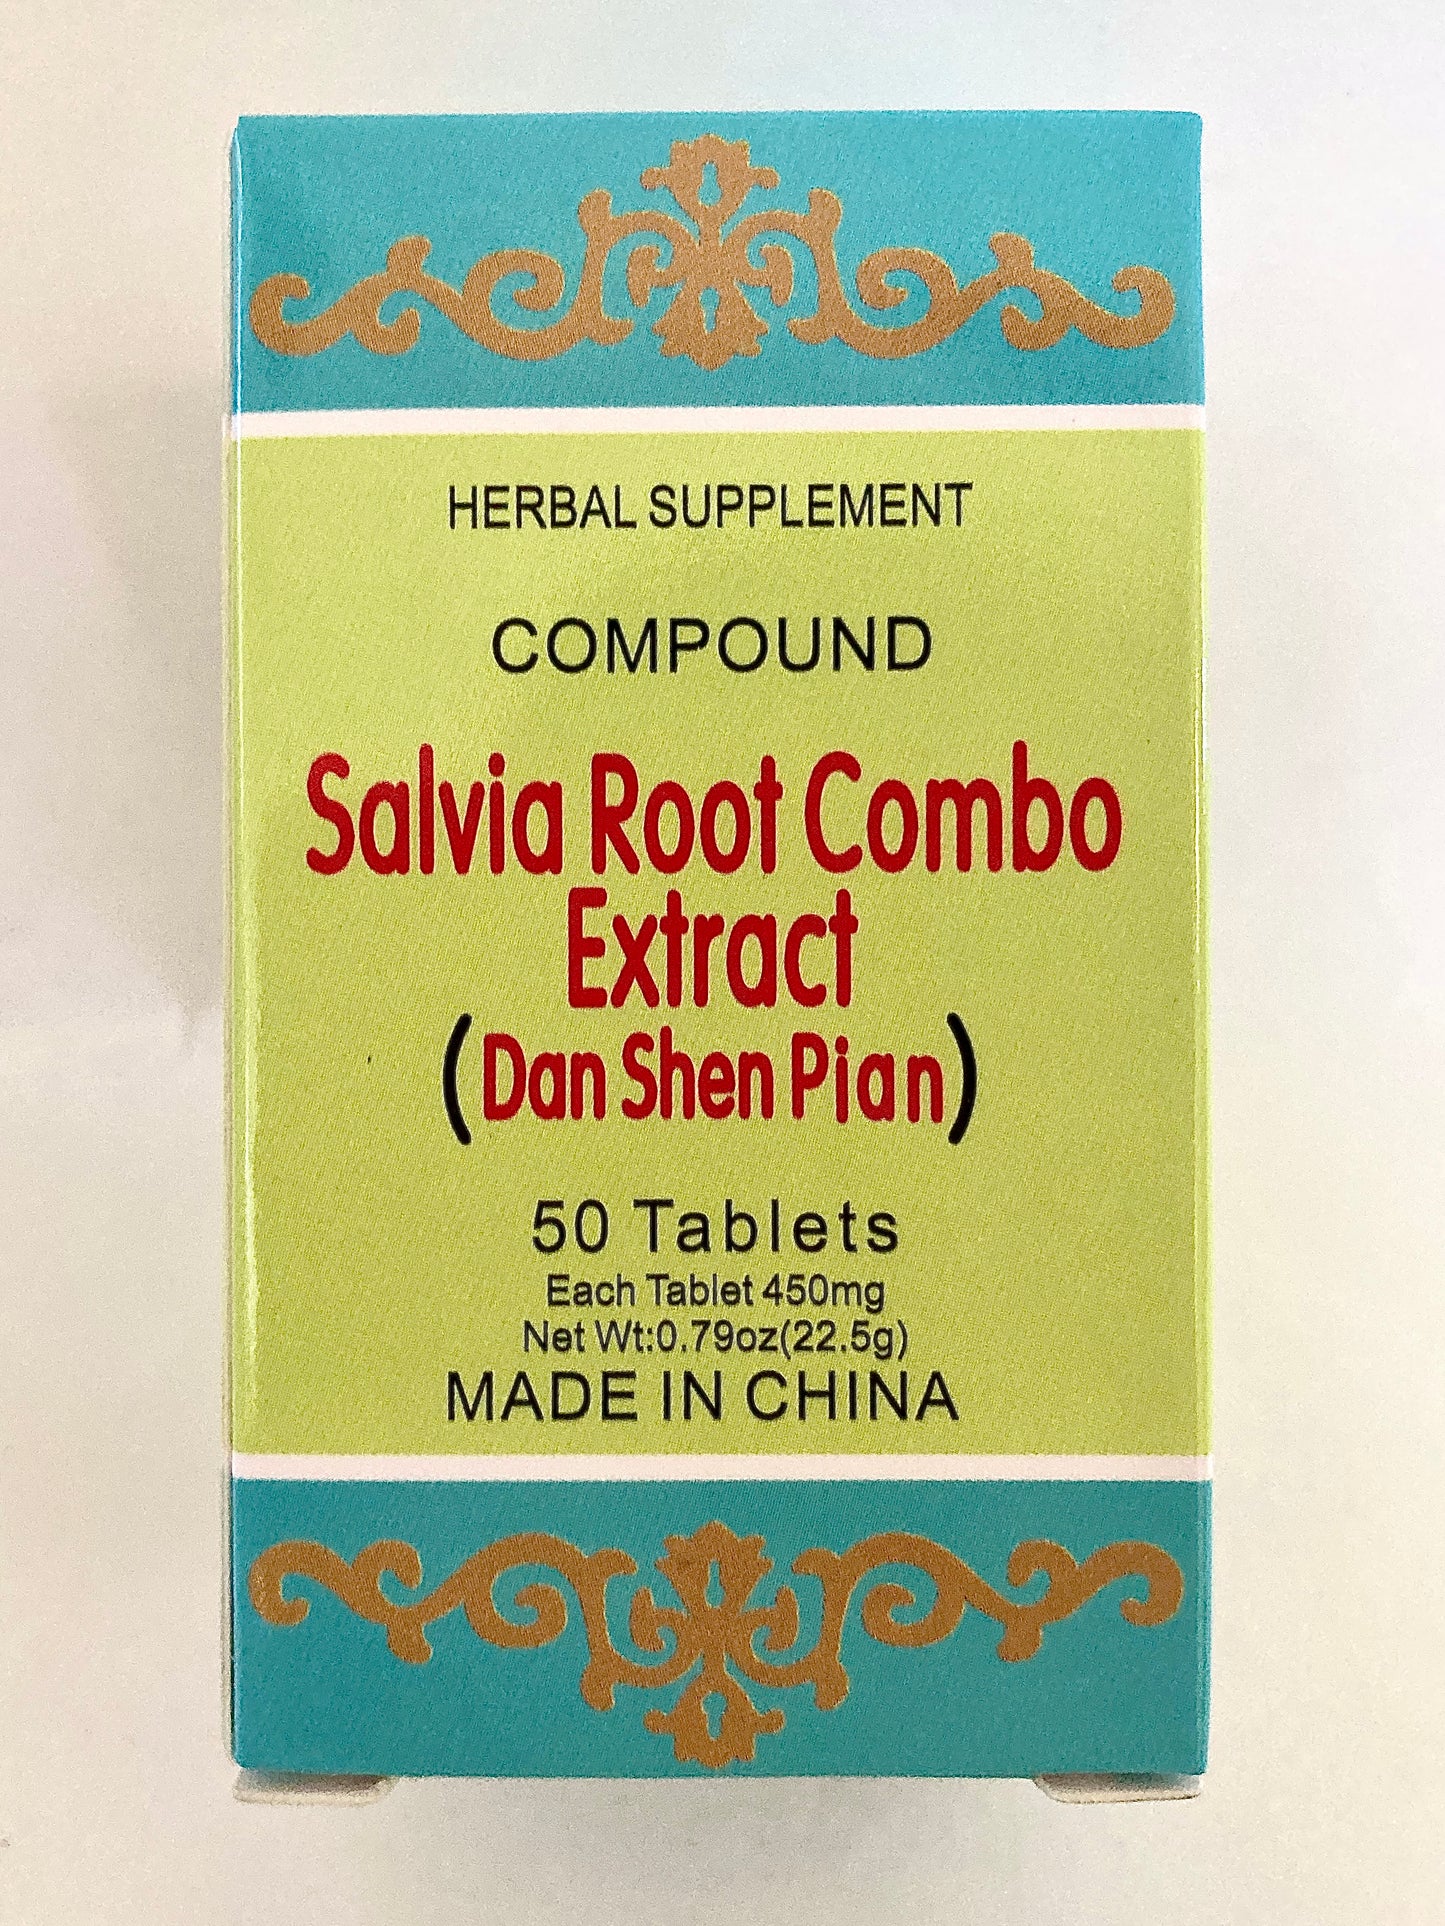 HERBAL SUPPLEMENT
COMPOUND
Salvia Root Combo
Extract
(Dan Shen Pian)
50 Tablets
Each Tablet 450mg
Net Wt:0.79oz(22.5g)
MADE IN CHINA